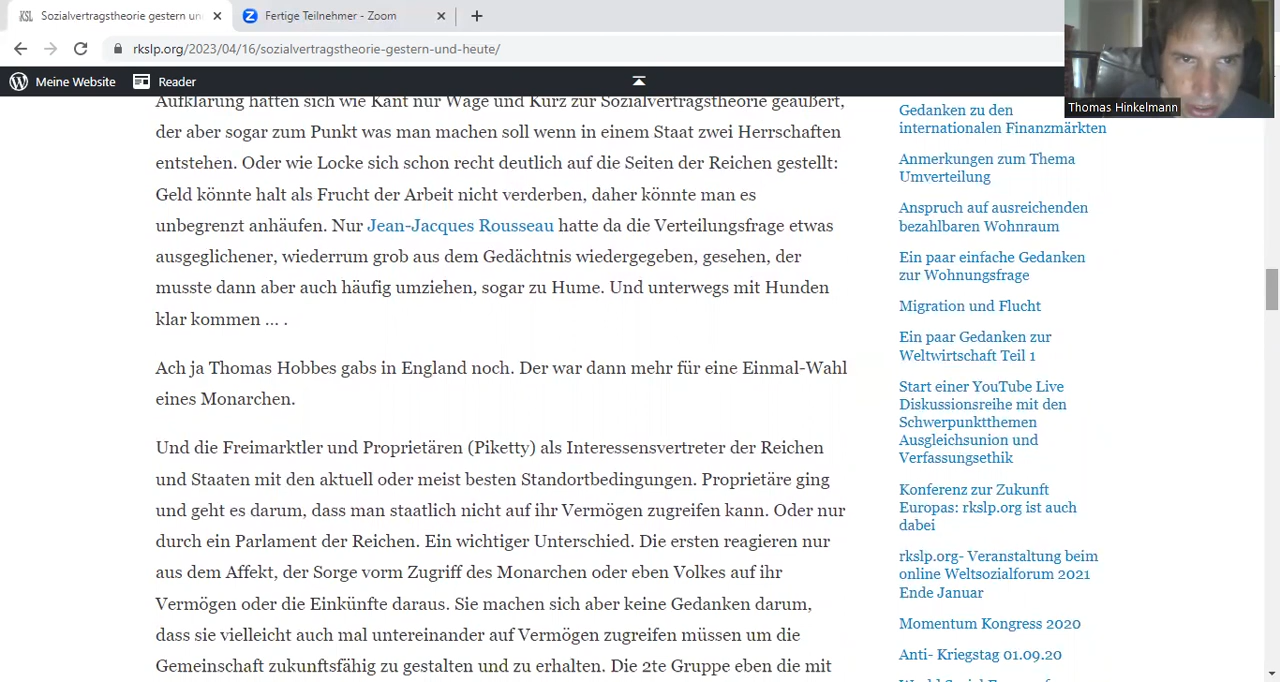 Sozialvertragstheorie gestern un
Fertige Teilnehmer - Zoom
rkslp.org/2023/04/16/sozialvertragstheorie-gestern-und-heute/
Meine Website
Reader
Thomas Hinkelmann
Aufklärung hatten sich wie Kant nur Wage und Kurz zur Sozialvertragstheorie geäußert,
der aber sogar zum Punkt was man machen soll wenn in einem Staat zwei Herrschaften
entstehen. Oder wie Locke sich schon recht deutlich auf die Seiten der Reichen gestellt:
Geld könnte halt als Frucht der Arbeit nicht verderben, daher könnte man es
unbegrenzt anhäufen. Nur Jean-Jacques Rousseau hatte da die Verteilungsfrage etwas
ausgeglichener, wiederrum grob aus dem Gedächtnis wiedergegeben, gesehen, der
musste dann aber auch häufig umziehen, sogar zu Hume. Und unterwegs mit Hunden
klar kommen ... .
Ach ja Thomas Hobbes gabs in England noch. Der war dann mehr für eine Einmal-Wahl
eines Monarchen.
Und die Freimarktler und Proprietären (Piketty) als Interessensvertreter der Reichen
und Staaten mit den aktuell oder meist besten Standortbedingungen. Proprietäre ging
und geht es darum, dass man staatlich nicht auf ihr Vermögen zugreifen kann. Oder nur
durch ein Parlament der Reichen. Ein wichtiger Unterschied. Die ersten reagieren nur
aus dem Affekt, der Sorge vorm Zugriff des Monarchen oder eben Volkes auf ihr
Vermögen oder die Einkünfte daraus. Sie machen sich aber keine Gedanken darum,
dass sie vielleicht auch mal untereinander auf Vermögen zugreifen müssen um die
Gemeinschaft zukunftsfähig zu gestalten und zu erhalten. Die 2te Gruppe eben die mit
Gedanken zu den
internationalen Finanzmärkten
Anmerkungen zum Thema
Umverteilung
Anspruch auf ausreichenden
bezahlbaren Wohnraum
Ein paar einfache Gedanken
zur Wohnungsfrage
Migration und Flucht
Ein paar Gedanken zur
Weltwirtschaft Teil 1
Start einer YouTube Live
Diskussionsreihe mit den
Schwerpunktthemen
Ausgleichsunion und
Verfassungsethik
Konferenz zur Zukunft
Europas: rkslp.org ist auch
dabei
rkslp.org- Veranstaltung beim
online Weltsozialforum 2021
Ende Januar
Momentum Kongress 2020
Anti- Kriegstag 01.09.20